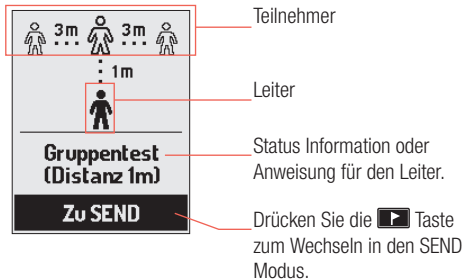 Teilnehmer
3m 3m
1m
Leiter
Gruppentest
(Distanz 1m)
Status Information oder
Anweisung für den Leiter.
Zu SEND
Drücken Sie die Taste
zum Wechseln in den SEND
Modus.